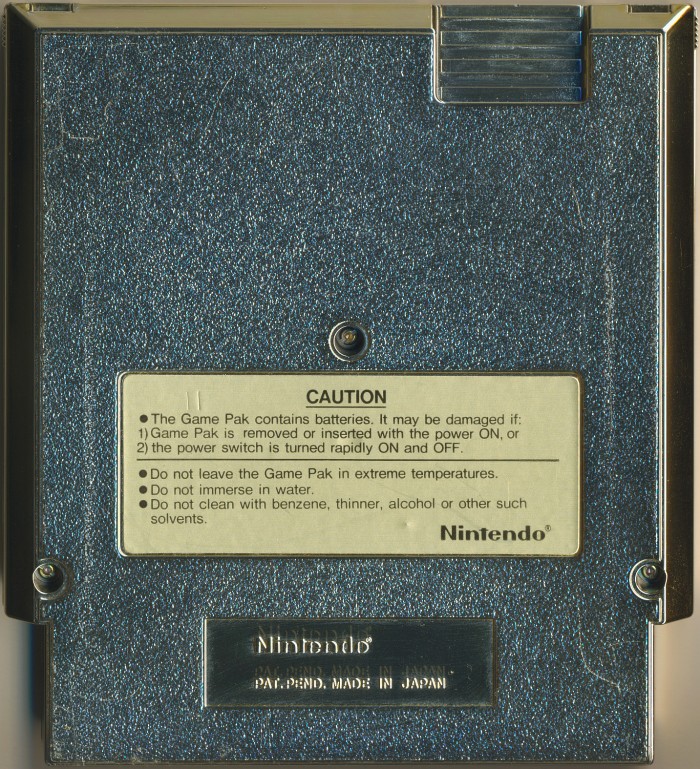 CAUTION
● The Game Pak contains batteries. It may be damaged if:
1) Game Pak is removed or inserted with the power ON, or
2) the power switch is turned rapidly ON and OFF.
● Do not leave the Game Pak in extreme temperatures.
● Do not immerse in water.
● Do not clean with benzene, thinner, alcohol or other such
solvents.
Nintendo®
Nintendo®
PAT. PEND. MADE IN JAPAN